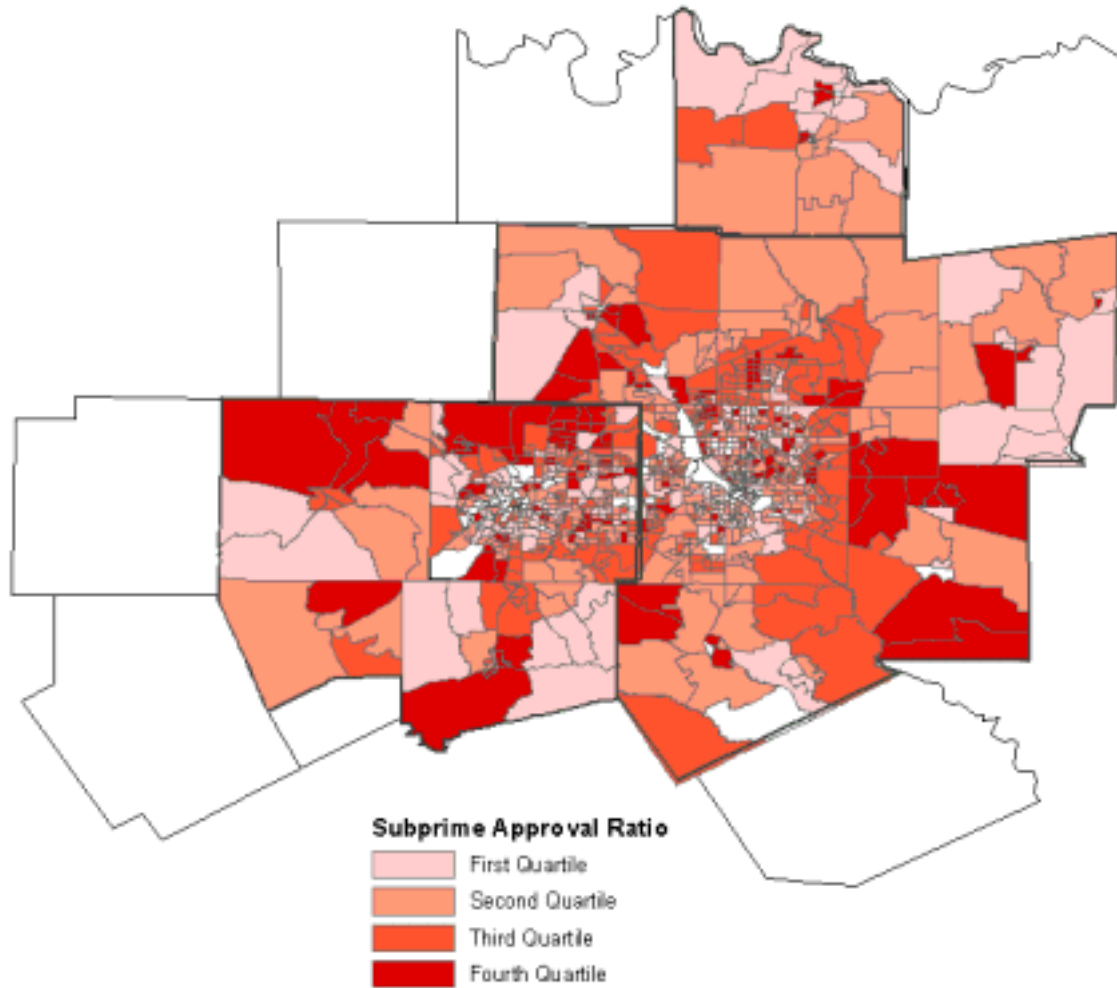 Subprime Approval Ratio
First Quartile
Second Quartile
Third Quartile
Fourth Quartile